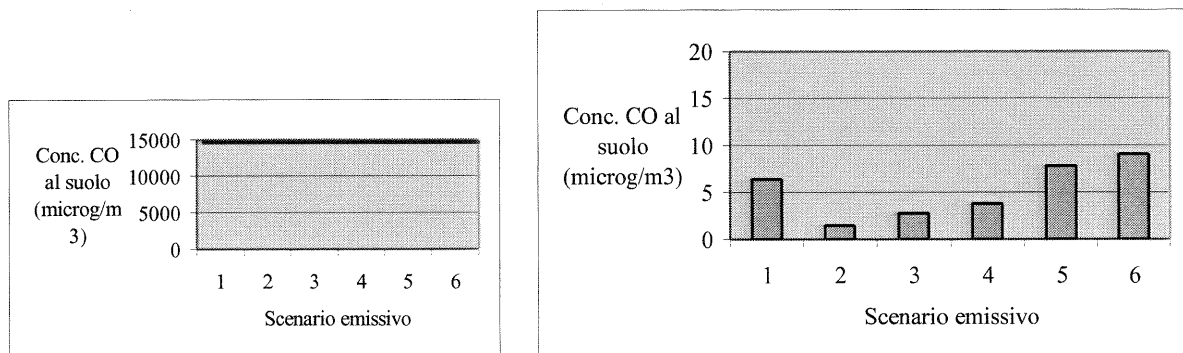 Conc. CO
al suolo
(microg/m
3)
15000
10000
5000
0
1 2 3 4 5 6
Scenario emissivo
Conc. CO al
suolo
(microg/m3)
20
15
10
5
0
1 2 3 4 5 6
Scenario emissivo